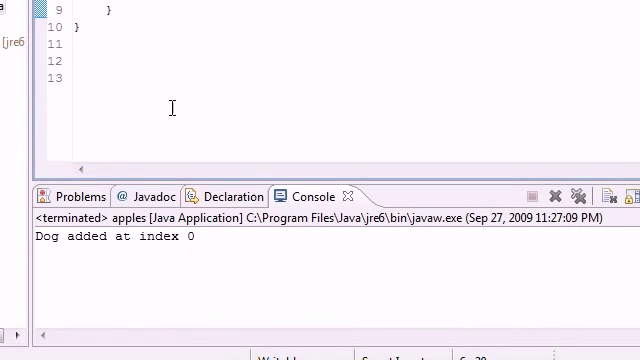 a
9 }
[jre6
10 }
11
12
13
Problems @ Javadoc Declaration Console
<terminated> apples [Java Application] C:\Program Files\Java\jre6\bin\javaw.exe (Sep 27, 2009 11:27:09 PM)
Dog added at index 0